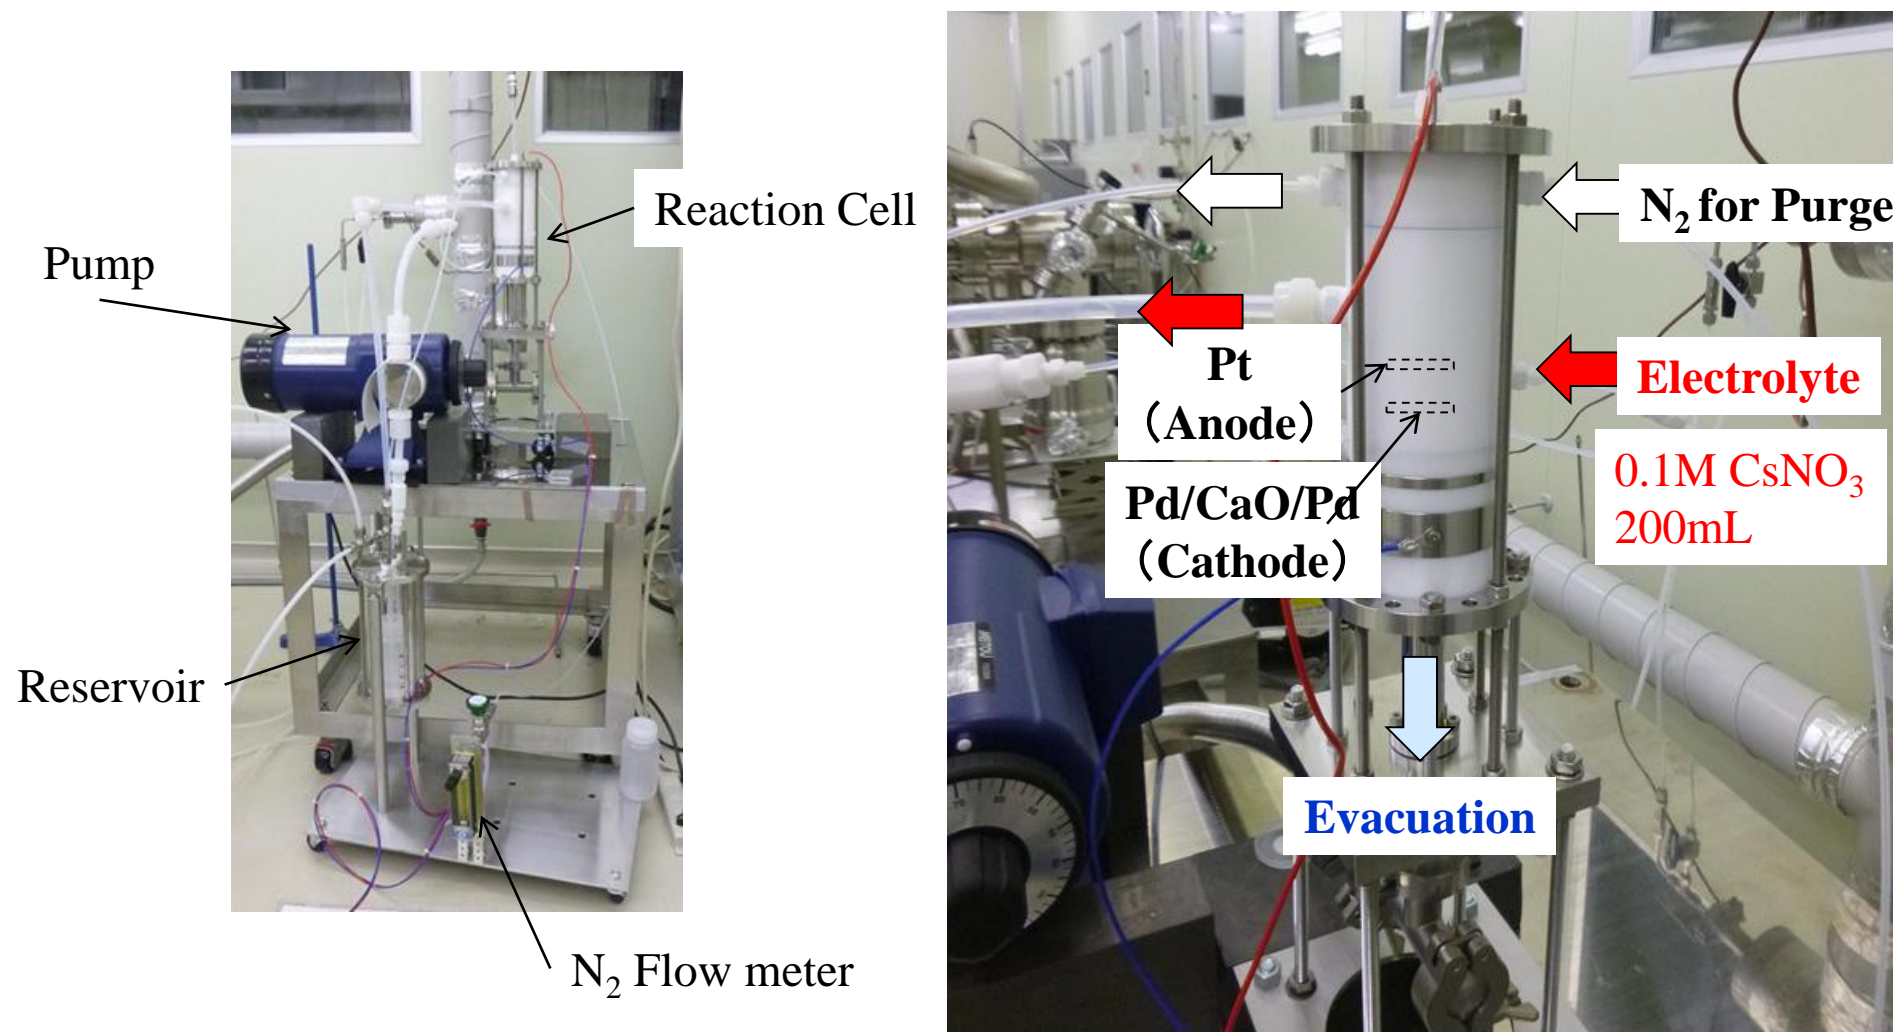 Reaction Cell
Pump
Reservoir
N₂ Flow meter
N₂ for Purge
Pt
（Anode）
Electrolyte
Pd/CaO/Pd
（Cathode）
0.1M CsNO₃
200mL
Evacuation